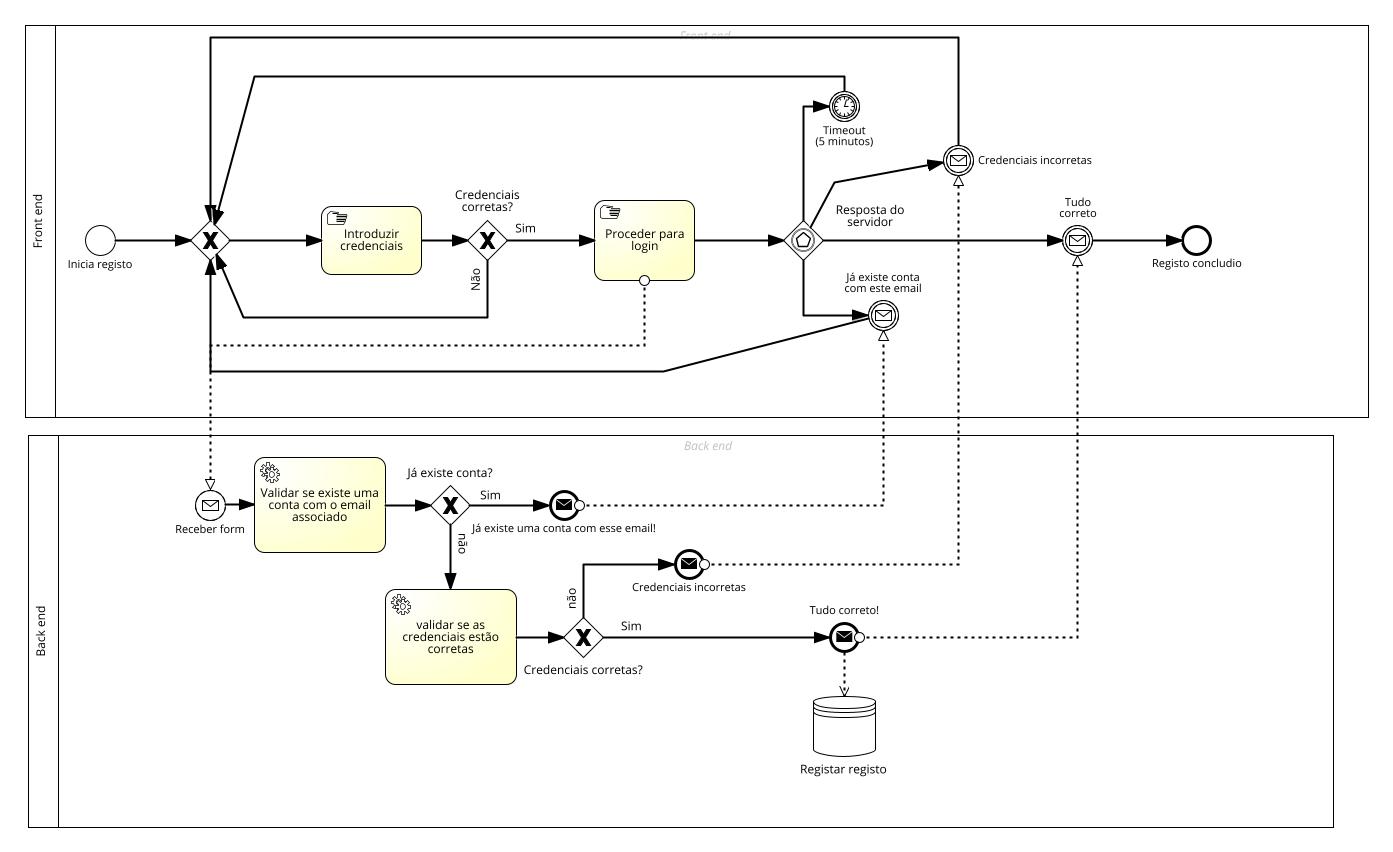 Front end
Front end
Timeout
(5 minutos)
Credenciais incorretas
Credenciais
corretas?
Tudo
correto
Resposta do
servidor
Sim
Introduzir
credenciais
Proceder para
login
Inicia registo
Registo concludio
Não
Já existe conta
com este email
Back end
Back end
Já existe conta?
Validar se existe uma
conta com o email
associado
Sim
Receber form
Já existe uma conta com esse email!
não
Credenciais incorretas
não
validar se as
credenciais estão
corretas
Sim
Tudo correto!
Credenciais corretas?
Registar registo